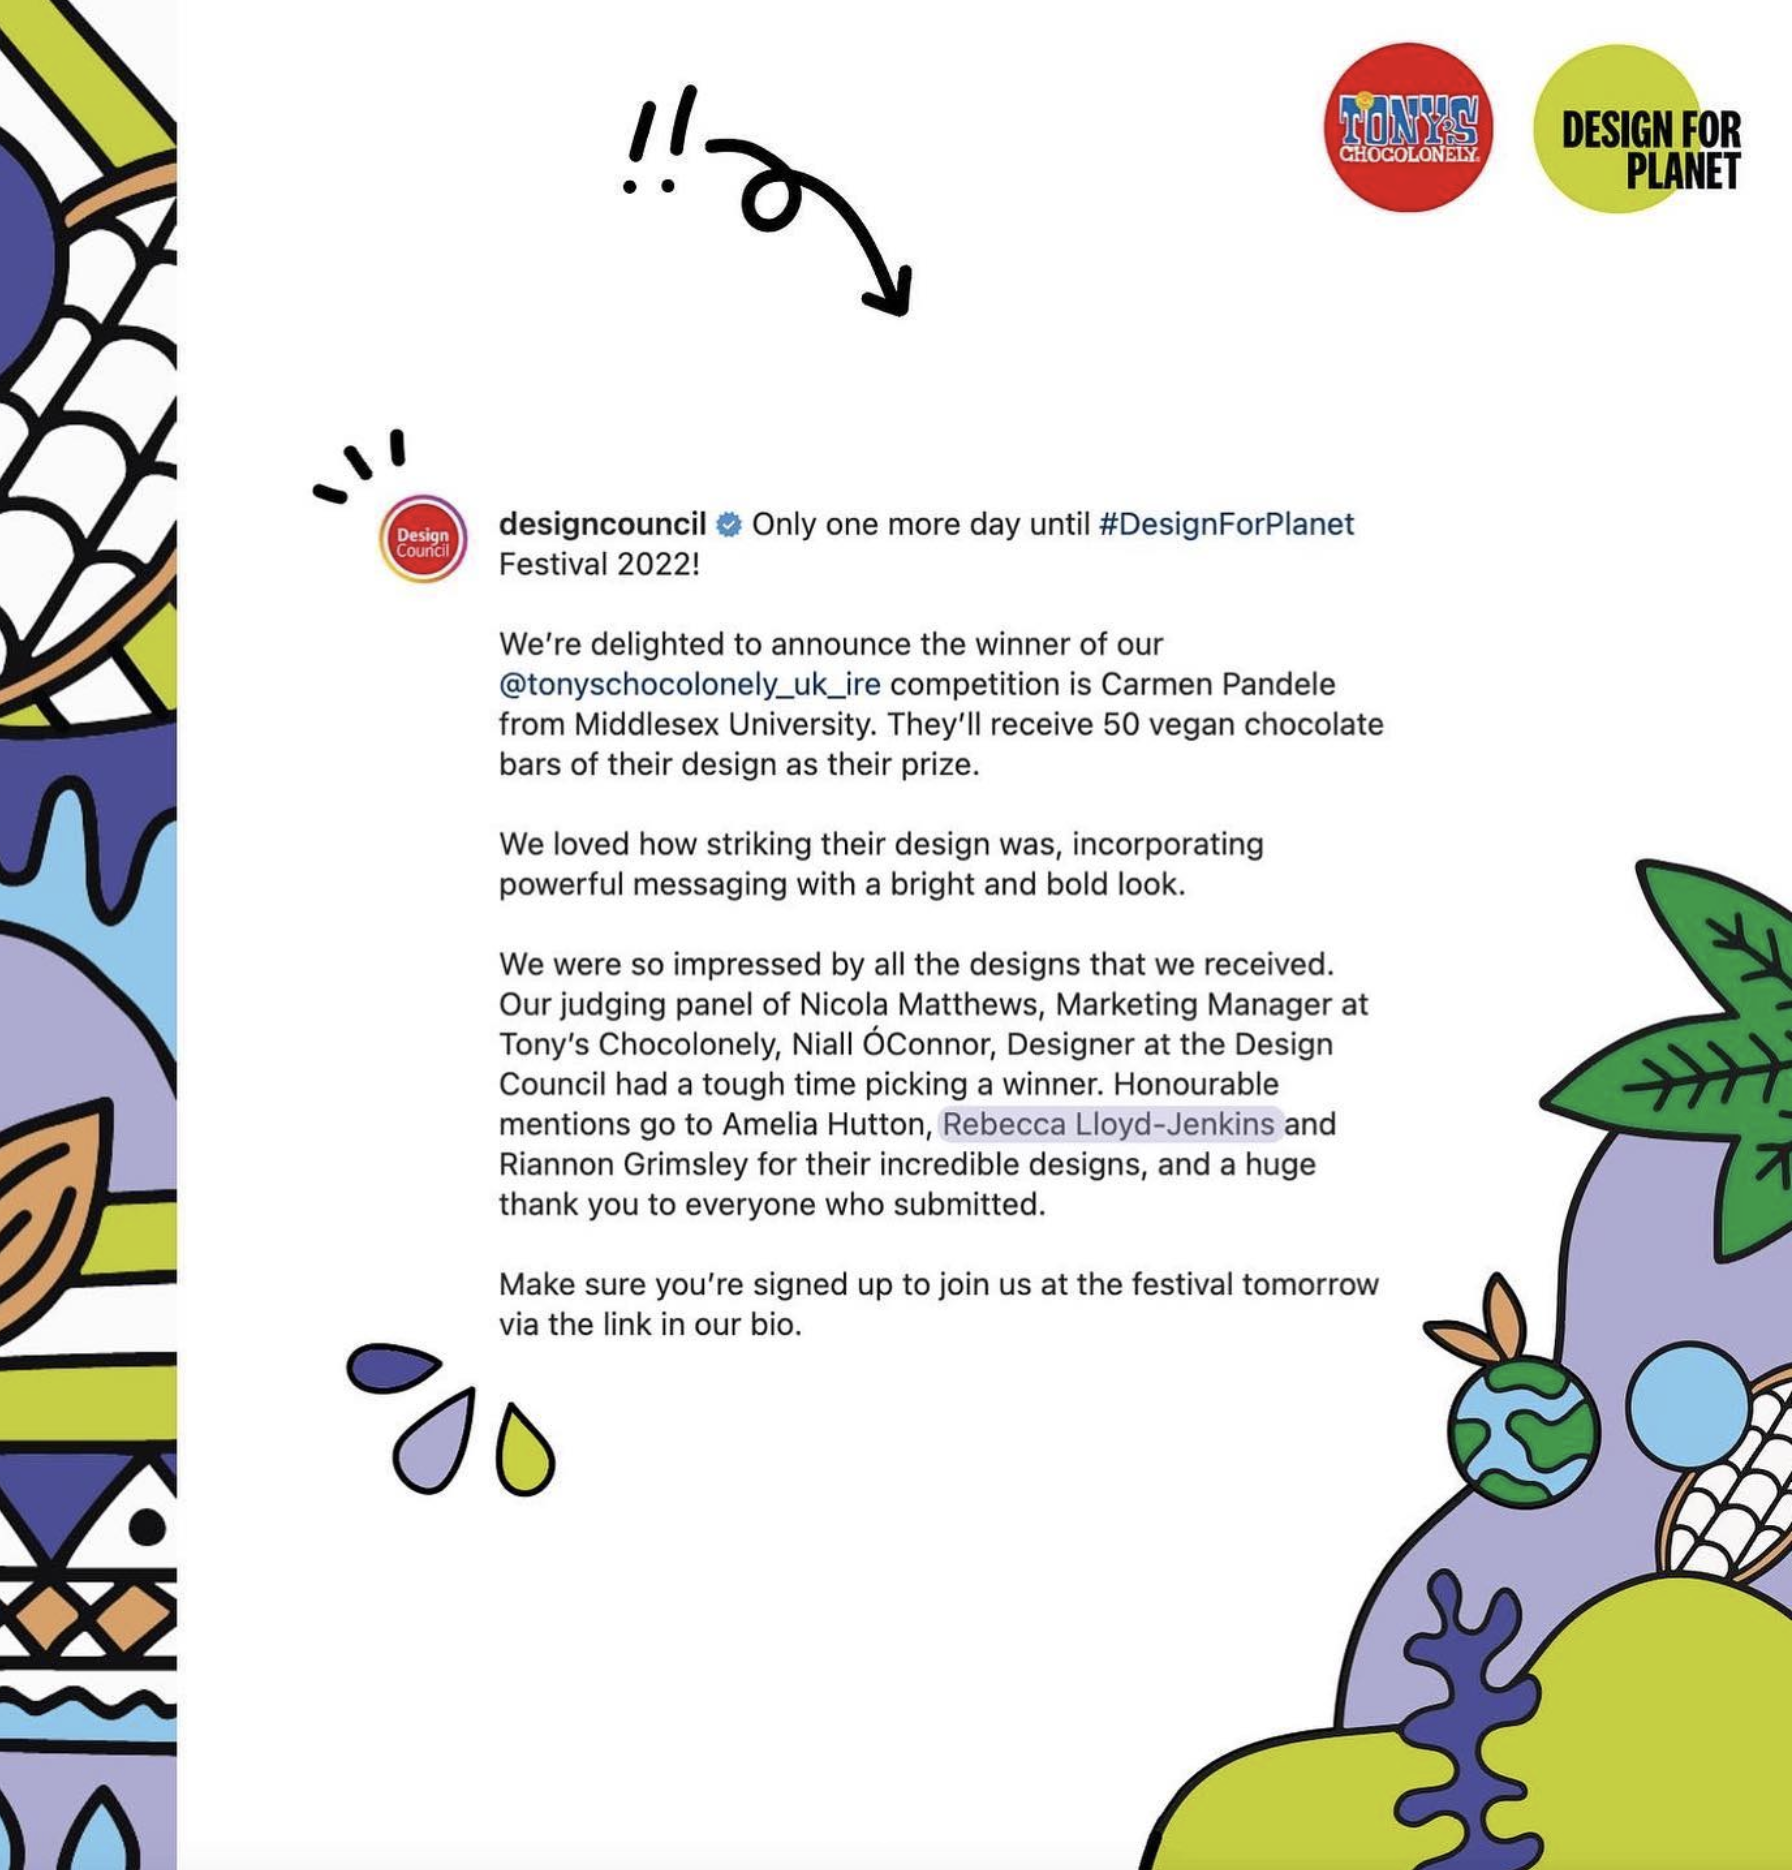 TONY'S
CHOCOLONELY
DESIGN FOR
PLANET
Design
Council
designcouncil Only one more day until #DesignForPlanet
Festival 2022!
We're delighted to announce the winner of our
@tonyschocolonely_uk_ire competition is Carmen Pandele
from Middlesex University. They'll receive 50 vegan chocolate
bars of their design as their prize.
We loved how striking their design was, incorporating
powerful messaging with a bright and bold look.
We were so impressed by all the designs that we received.
Our judging panel of Nicola Matthews, Marketing Manager at
Tony's Chocolonely, Niall ÓConnor, Designer at the Design
Council had a tough time picking a winner. Honourable
mentions go to Amelia Hutton, Rebecca Lloyd-Jenkins and
Riannon Grimsley for their incredible designs, and a huge
thank you to everyone who submitted.
Make sure you're signed up to join us at the festival tomorrow
via the link in our bio.